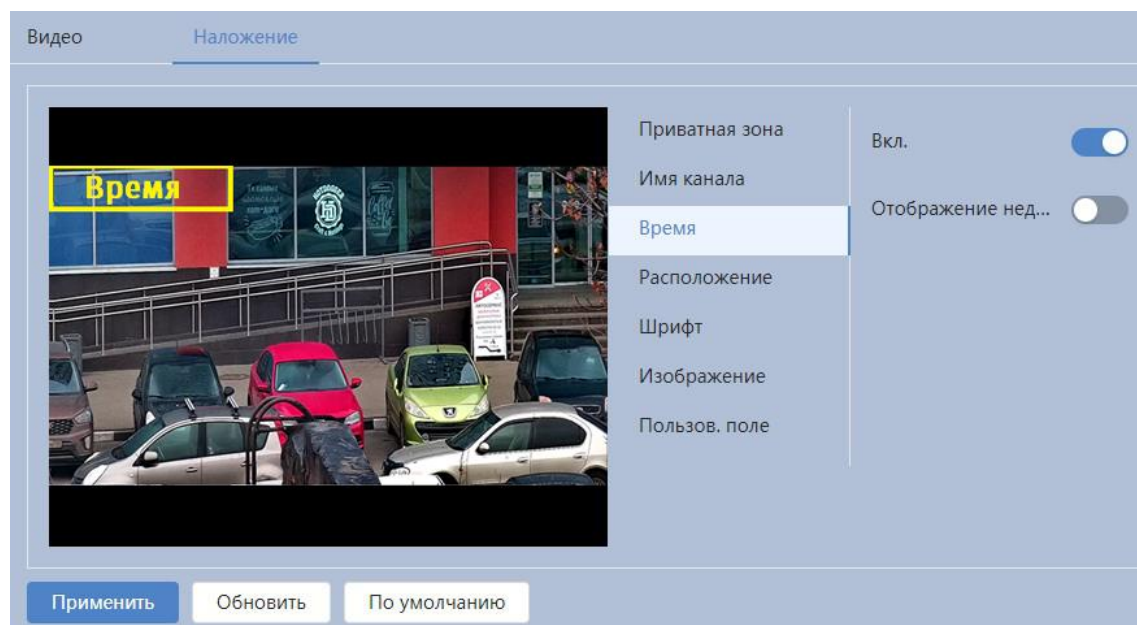 Видео
Наложение
Время
Приватная зона
Имя канала
Время
Расположение
Шрифт
Изображение
Пользов. поле
Вкл.
Отображение нед...
Применить
Обновить
По умолчанию